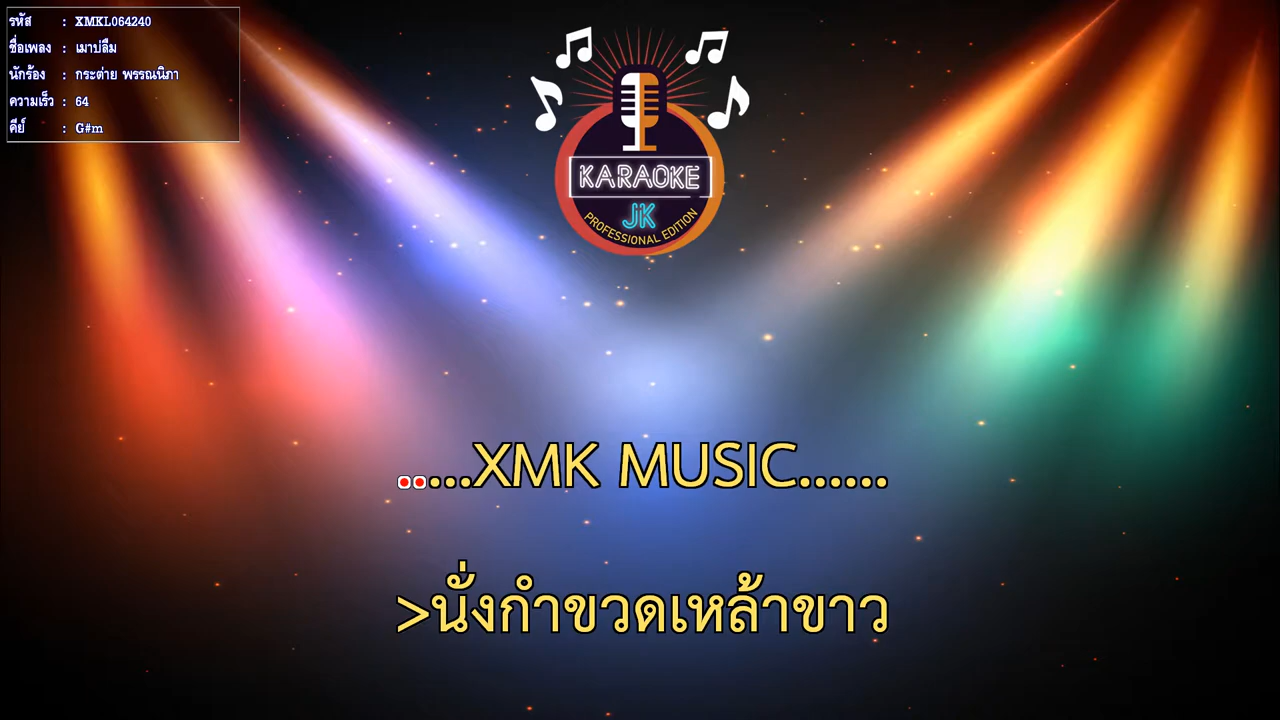 รหัส : XMKL064240
ชื่อเพลง : เมาบ่ลืม
นักร้อง : กระต่าย พรรณนิภา
ความเร็ว : 64
คีย์ : G#m
KARAOKE
JK
PROFESSIONAL EDITION
.....XMK MUSIC......
>นั่งกำขวดเหล้าขาว